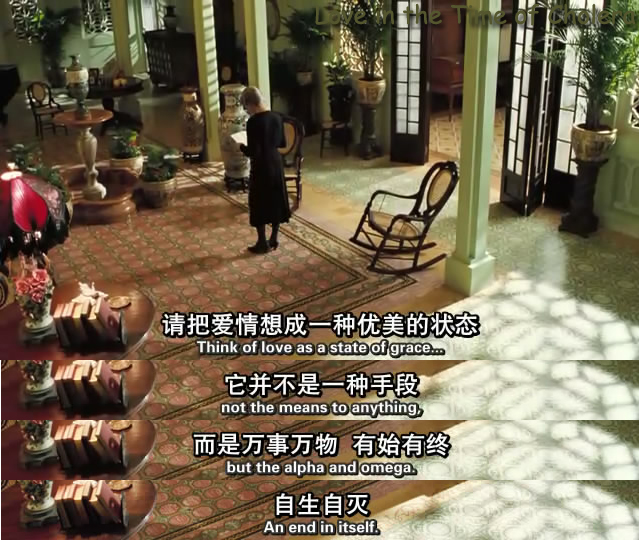 Love in the Time of Cholera
请把爱情想成一种优美的状态
Think of love as a state of grace...
它并不是一种手段
not the means to anything,
而是万事万物 有始有终
but the alpha and omega.
自生自灭
An end in itself.